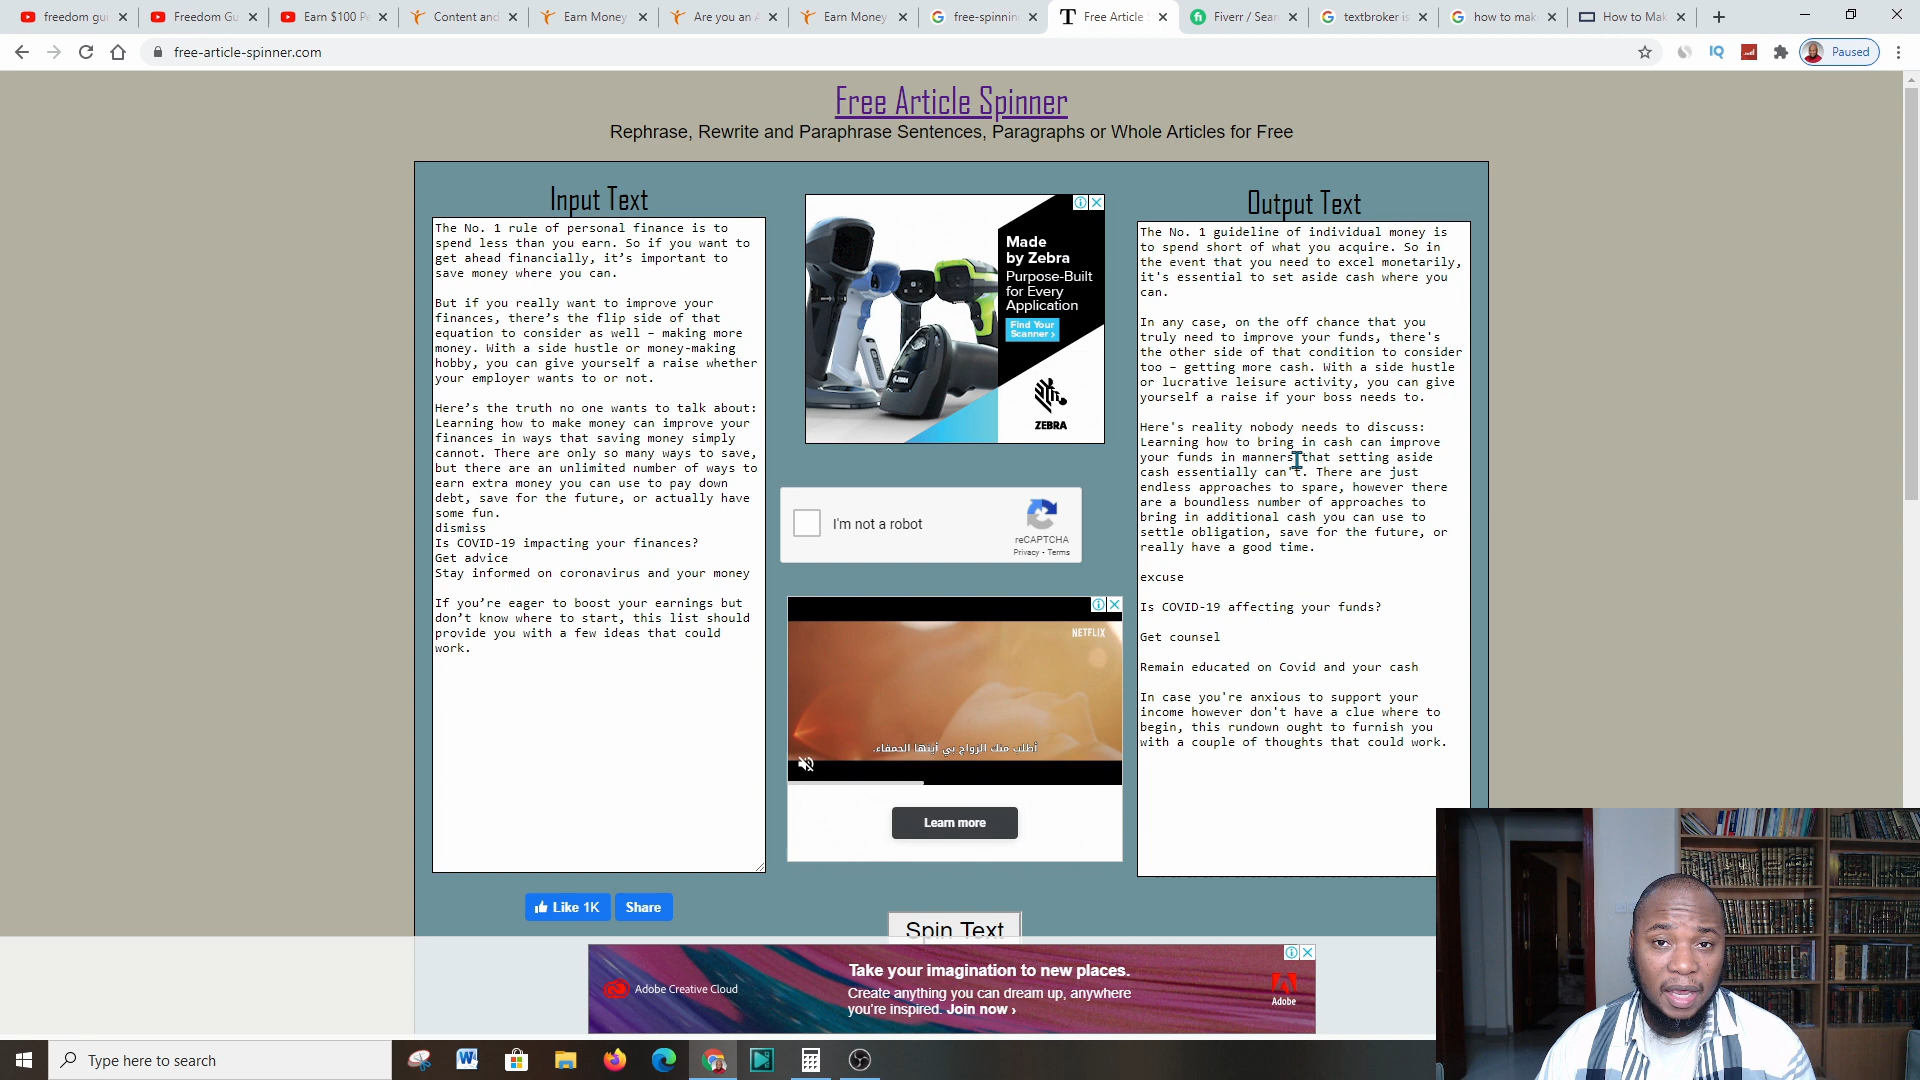 freedom gui
Freedom Gu
Earn $100 Pe
Content and
Earn Money
Are you an A
Earn Money
free-spinnin
Free Article S
Fiverr / Sear
textbroker is
how to mak
How to Mak
free-article-spinner.com
IQ
Paused
Free Article Spinner
Rephrase, Rewrite and Paraphrase Sentences, Paragraphs or Whole Articles for Free
Input Text
The No. 1 rule of personal finance is to
spend less than you earn. So if you want to
get ahead financially, it’s important to
save money where you can.
But if you really want to improve your
finances, there’s the flip side of that
equation to consider as well – making more
money. With a side hustle or money-making
hobby, you can give yourself a raise whether
your employer wants to or not.
Here’s the truth no one wants to talk about:
Learning how to make money can improve your
finances in ways that saving money simply
cannot. There are only so many ways to save,
but there are an unlimited number of ways to
earn extra money you can use to pay down
debt, save for the future, or actually have
some fun.
dismiss
Is COVID-19 impacting your finances?
Get advice
Stay informed on coronavirus and your money
If you’re eager to boost your earnings but
don’t know where to start, this list should
provide you with a few ideas that could
work.
Like 1K
Share
Made
by Zebra
Purpose-Built
for Every
Application
Find Your
Scanner ›
ZEBRA
I'm not a robot
reCAPTCHA
Privacy - Terms
NETFLIX
أطلب منك الزواج بي أيتها الحمقاء.
Learn more
Spin Text
Output Text
The No. 1 guideline of individual money is
to spend short of what you acquire. So in
the event that you need to excel monetarily,
it's essential to set aside cash where you
can.
In any case, on the off chance that you
truly need to improve your funds, there's
the other side of that condition to consider
too – getting more cash. With a side hustle
or lucrative leisure activity, you can give
yourself a raise if your boss needs to.
Here's reality nobody needs to discuss:
Learning how to bring in cash can improve
your funds in manners that setting aside
cash essentially can't. There are just
endless approaches to spare, however there
are a boundless number of approaches to
bring in additional cash you can use to
settle obligation, save for the future, or
really have a good time.
excuse
Is COVID-19 affecting your funds?
Get counsel
Remain educated on Covid and your cash
In case you're anxious to support your
income however don't have a clue where to
begin, this rundown ought to furnish you
with a couple of thoughts that could work.
Adobe Creative Cloud
Take your imagination to new places.
Create anything you can dream up, anywhere
you're inspired. Join now ›
Adobe
Type here to search